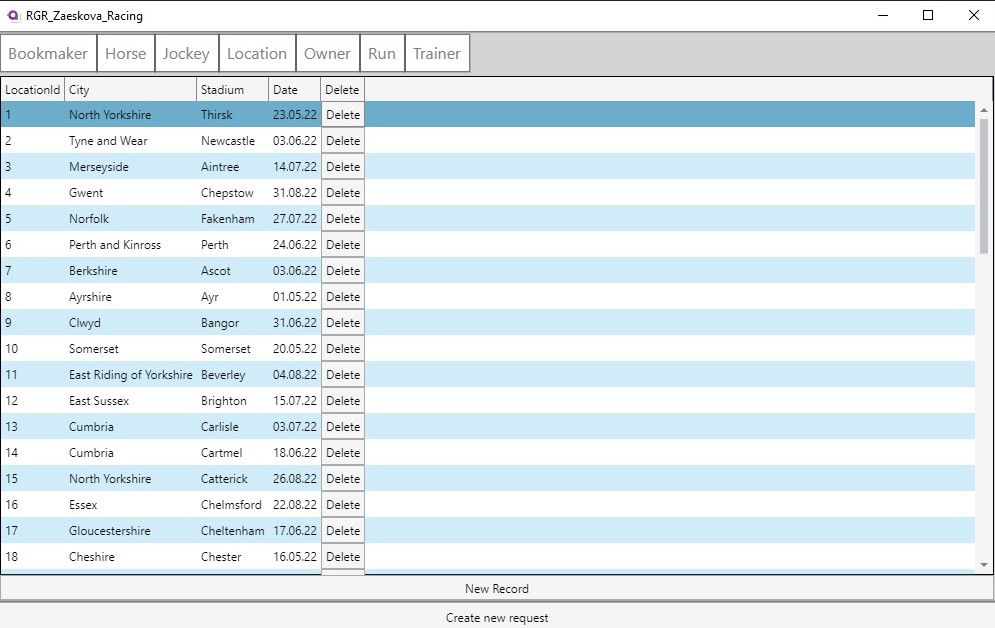 RGR_Zaeskova_Racing
Bookmaker Horse Jockey Location Owner Run Trainer
LocationId City Stadium Date Delete
1 North Yorkshire Thirsk 23.05.22 Delete
2 Tyne and Wear Newcastle 03.06.22 Delete
3 Merseyside Aintree 14.07.22 Delete
4 Gwent Chepstow 31.08.22 Delete
5 Norfolk Fakenham 27.07.22 Delete
6 Perth and Kinross Perth 24.06.22 Delete
7 Berkshire Ascot 03.06.22 Delete
8 Ayrshire Ayr 01.05.22 Delete
9 Clwyd Bangor 31.06.22 Delete
10 Somerset Somerset 20.05.22 Delete
11 East Riding of Yorkshire Beverley 04.08.22 Delete
12 East Sussex Brighton 15.07.22 Delete
13 Cumbria Carlisle 03.07.22 Delete
14 Cumbria Cartmel 18.06.22 Delete
15 North Yorkshire Catterick 26.08.22 Delete
16 Essex Chelmsford 22.08.22 Delete
17 Gloucestershire Cheltenham 17.06.22 Delete
18 Cheshire Chester 16.05.22 Delete
New Record
Create new request